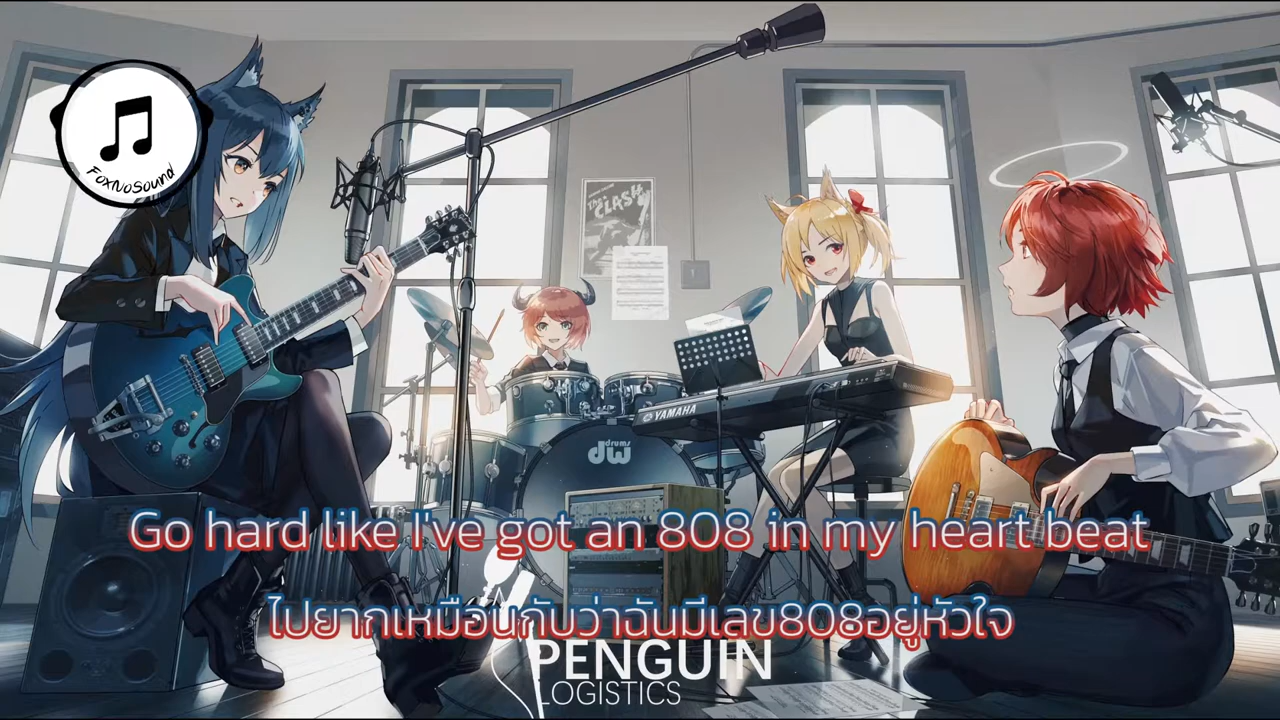 FoxNoSound
THE CLASH
YAMAHA
drums
dw
Go hard like I've got an 808 in my heart beat
ไปยากเหมือนกับว่าฉันมีเลข808อยู่หัวใจ
PENGUIN
LOGISTICS